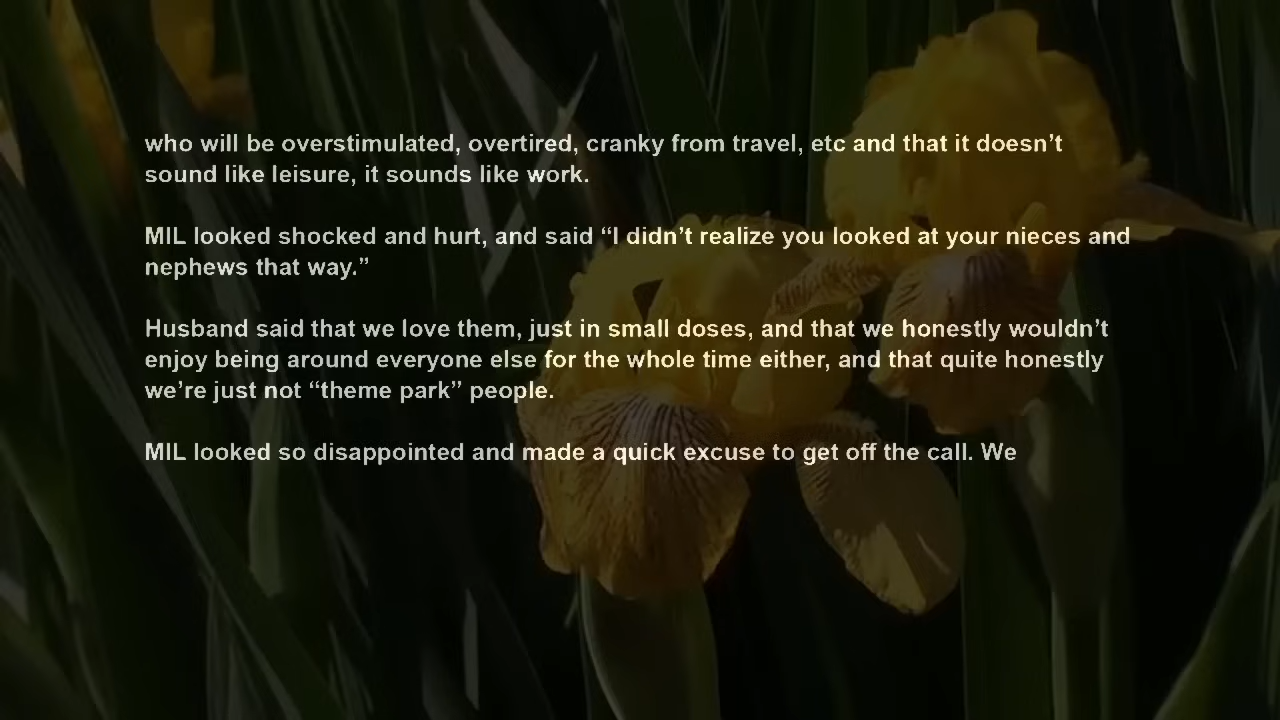 who will be overstimulated, overtired, cranky from travel, etc and that it doesn’t
sound like leisure, it sounds like work.
MIL looked shocked and hurt, and said “I didn’t realize you looked at your nieces and
nephews that way.”
Husband said that we love them, just in small doses, and that we honestly wouldn’t
enjoy being around everyone else for the whole time either, and that quite honestly
we’re just not “theme park” people.
MIL looked so disappointed and made a quick excuse to get off the call. We